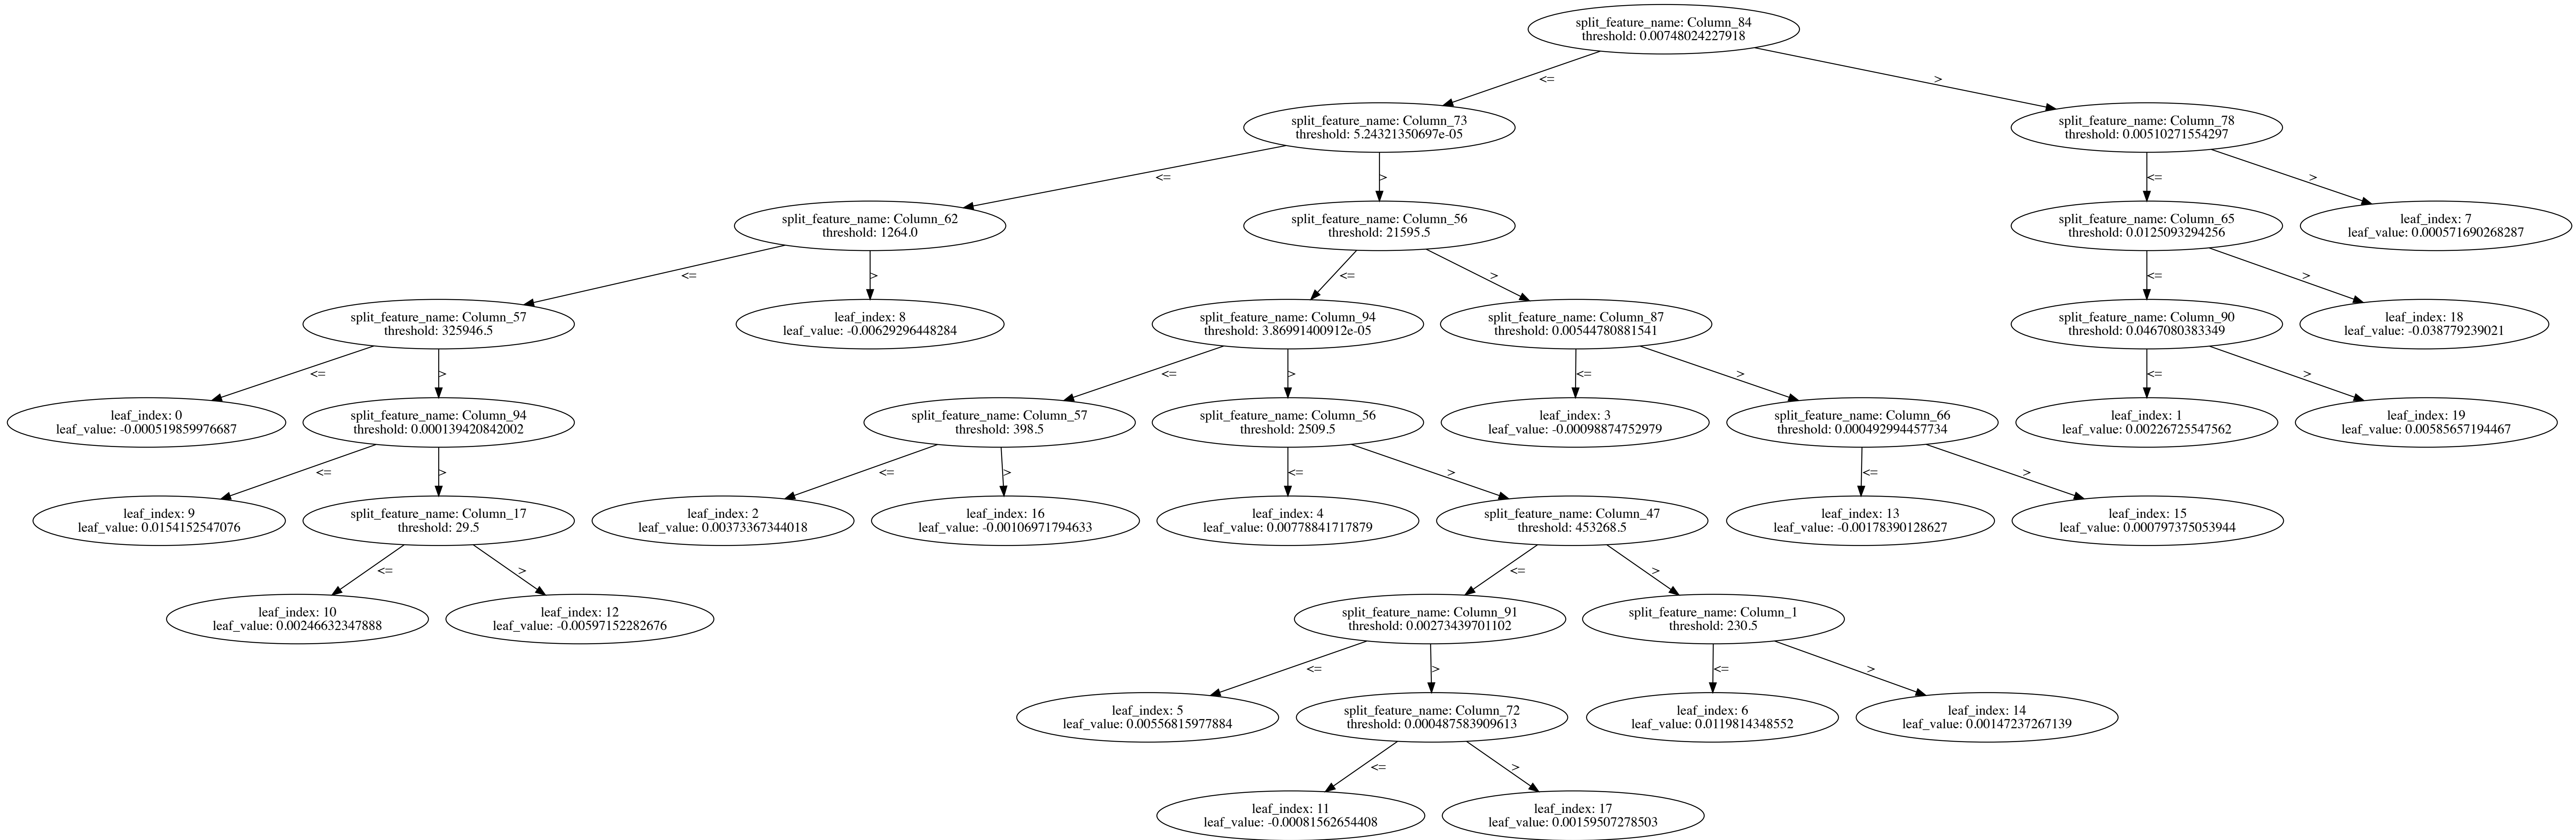 split_feature_name: Column_84
threshold: 0.00748024227918
<=
>
split_feature_name: Column_73
threshold: 5.24321350697e-05
split_feature_name: Column_78
threshold: 0.00510271554297
<=
>
<=
>
split_feature_name: Column_62
threshold: 1264.0
split_feature_name: Column_56
threshold: 21595.5
split_feature_name: Column_65
threshold: 0.0125093294256
leaf_index: 7
leaf_value: 0.000571690268287
<=
>
<=
>
<=
>
split_feature_name: Column_57
threshold: 325946.5
leaf_index: 8
leaf_value: -0.00629296448284
split_feature_name: Column_94
threshold: 3.86991400912e-05
split_feature_name: Column_87
threshold: 0.00544780881541
split_feature_name: Column_90
threshold: 0.0467080383349
leaf_index: 18
leaf_value: -0.038779239021
<=
>
<=
>
<=
>
<=
>
leaf_index: 0
leaf_value: -0.000519859976687
split_feature_name: Column_94
threshold: 0.000139420842002
split_feature_name: Column_57
threshold: 398.5
split_feature_name: Column_56
threshold: 2509.5
leaf_index: 3
leaf_value: -0.00098874752979
split_feature_name: Column_66
threshold: 0.000492994457734
leaf_index: 1
leaf_value: 0.00226725547562
leaf_index: 19
leaf_value: 0.00585657194467
<=
>
<=
>
<=
>
<=
>
leaf_index: 9
leaf_value: 0.0154152547076
split_feature_name: Column_17
threshold: 29.5
leaf_index: 2
leaf_value: 0.00373367344018
leaf_index: 16
leaf_value: -0.00106971794633
leaf_index: 4
leaf_value: 0.00778841717879
split_feature_name: Column_47
threshold: 453268.5
leaf_index: 13
leaf_value: -0.00178390128627
leaf_index: 15
leaf_value: 0.000797375053944
<=
>
<=
>
leaf_index: 10
leaf_value: 0.00246632347888
leaf_index: 12
leaf_value: -0.00597152282676
split_feature_name: Column_91
threshold: 0.00273439701102
split_feature_name: Column_1
threshold: 230.5
<=
>
<=
>
leaf_index: 5
leaf_value: 0.00556815977884
split_feature_name: Column_72
threshold: 0.000487583909613
leaf_index: 6
leaf_value: 0.0119814348552
leaf_index: 14
leaf_value: 0.00147237267139
<=
>
leaf_index: 11
leaf_value: -0.00081562654408
leaf_index: 17
leaf_value: 0.00159507278503